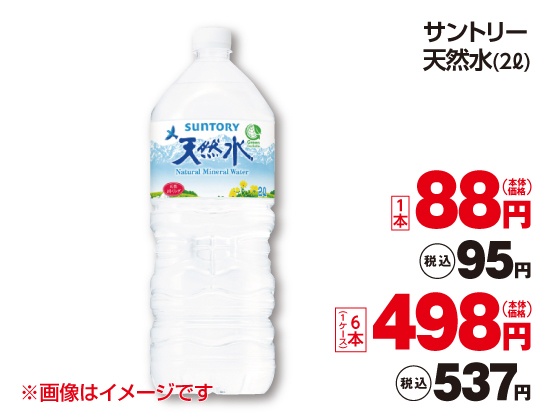 サントリー
天然水(2ℓ)
SUNTORY
天然水
Natural Mineral Water
2ℓ
1本 88円 (本体価格)
税込 95円
6本 (1ケース) 498円 (本体価格)
税込 537円
※画像はイメージです